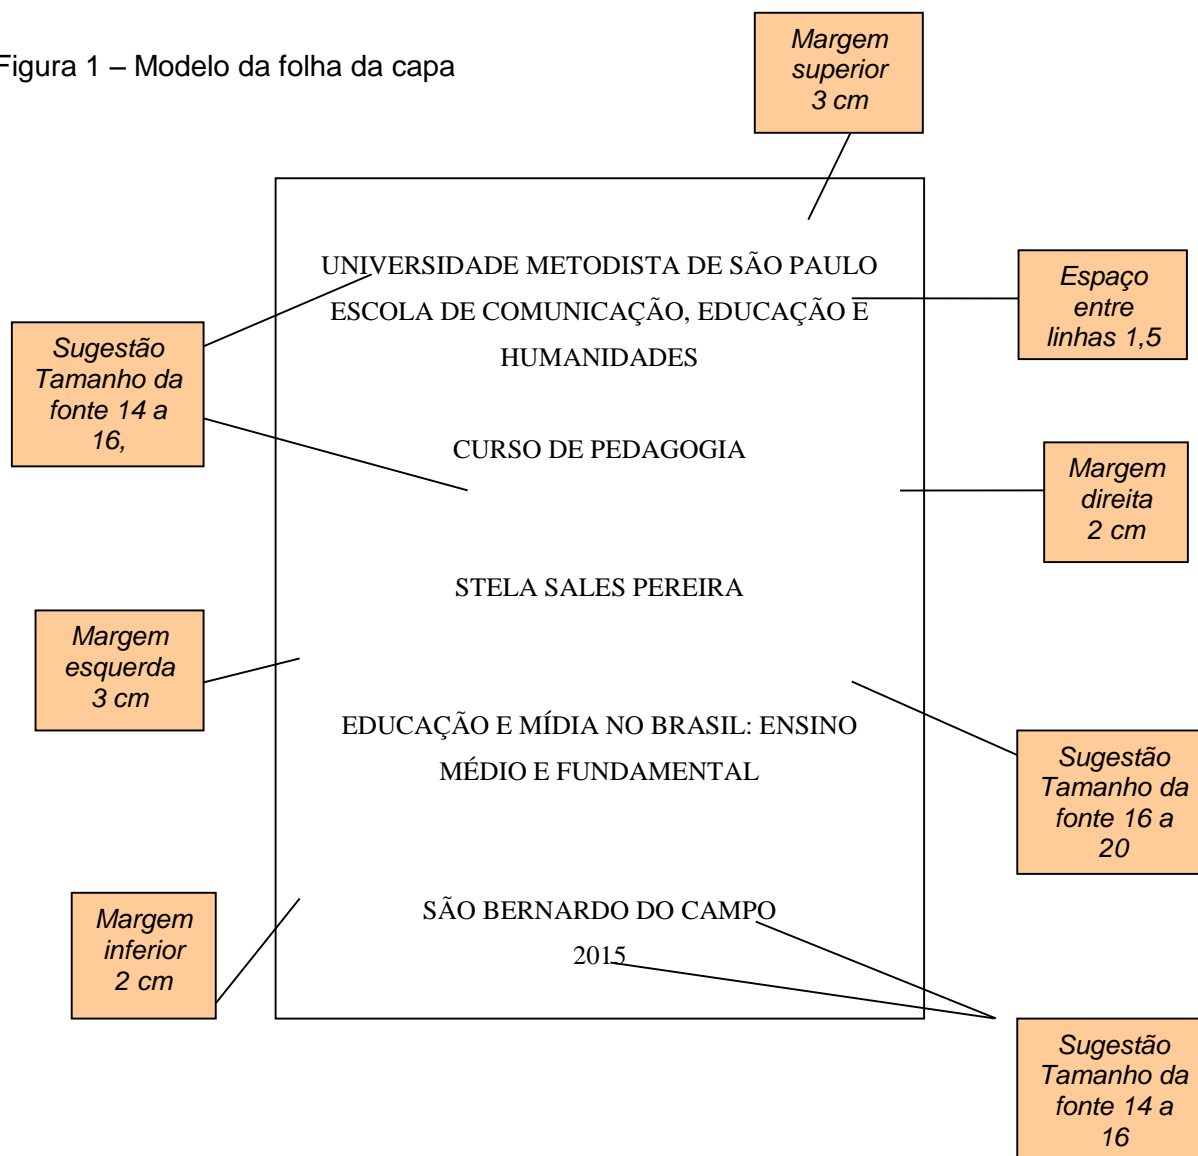 Figura 1 – Modelo da folha da capa
Margem
superior
3 cm
UNIVERSIDADE METODISTA DE SÃO PAULO
ESCOLA DE COMUNICAÇÃO, EDUCAÇÃO E
HUMANIDADES
Espaço
entre
linhas 1,5
Sugestão
Tamanho da
fonte 14 a
16,
CURSO DE PEDAGOGIA
Margem
direita
2 cm
STELA SALES PEREIRA
Margem
esquerda
3 cm
EDUCAÇÃO E MÍDIA NO BRASIL: ENSINO
MÉDIO E FUNDAMENTAL
Sugestão
Tamanho da
fonte 16 a
20
Margem
inferior
2 cm
SÃO BERNARDO DO CAMPO
2015
Sugestão
Tamanho da
fonte 14 a
16